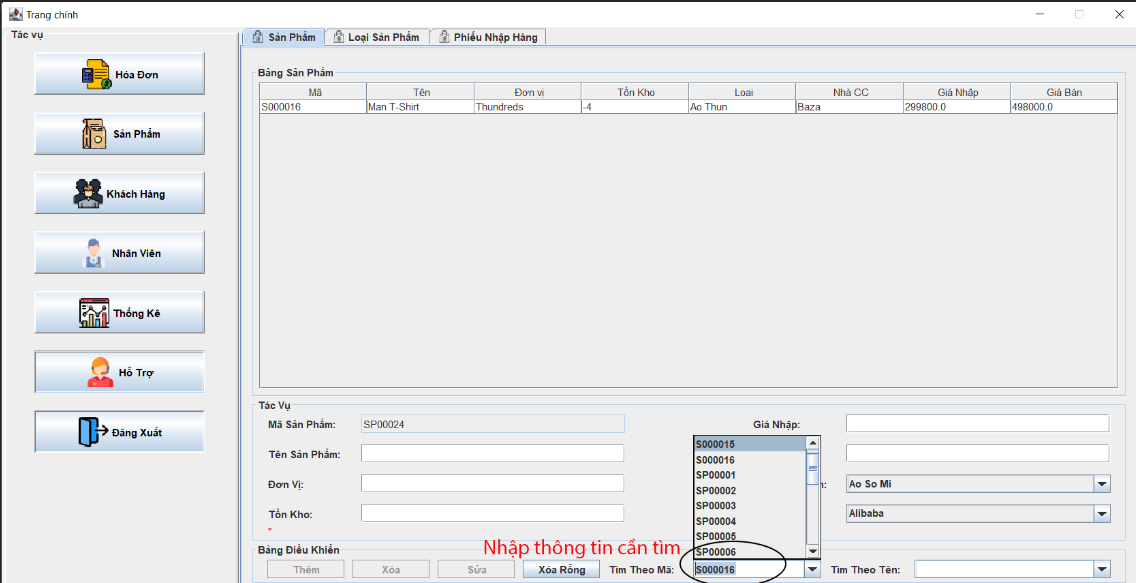 Trang chính
Tác vụ
Hóa Đơn
Sản Phẩm
Khách Hàng
Nhân Viên
Thống Kê
Hỗ Trợ
Đăng Xuất
Sản Phẩm Loại Sản Phẩm Phiếu Nhập Hàng
Bảng Sản Phẩm
Mã Tên Đơn vị Tồn Kho Loai Nhà CC Giá Nhập Giá Bán
S000016 Man T-Shirt Thundreds -4 Ao Thun Baza 299800.0 498000.0
Tác Vụ
Mã Sản Phẩm: SP00024 Giá Nhập:
Tên Sản Phẩm:
Đơn Vị: Ao So Mi
Tồn Kho: Alibaba
*
S000015
S000016
SP00001
SP00002
SP00003
SP00004
SP00005
SP00006
Nhập thông tin cần tìm
Bảng Điều Khiển
Thêm Xóa Sửa Xóa Rỗng Tìm Theo Mã: S000016 Tìm Theo Tên: